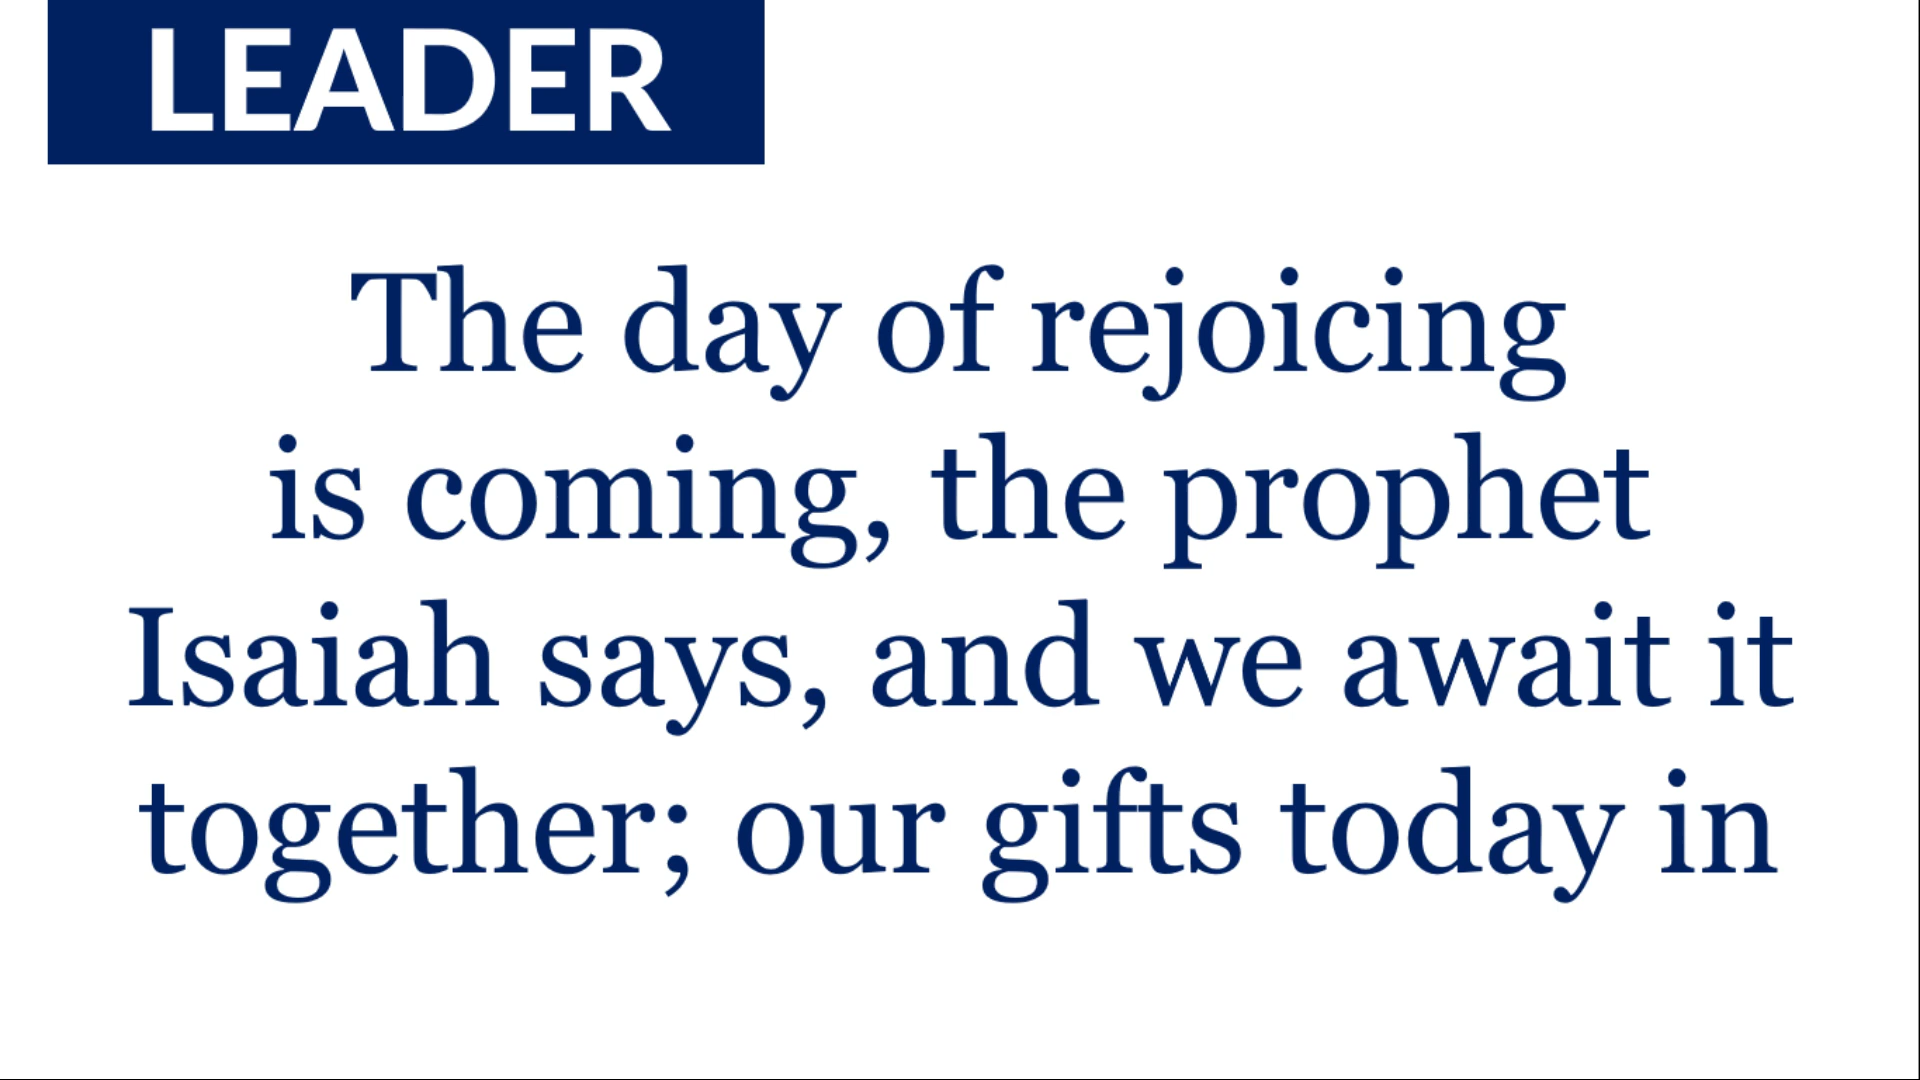 LEADER
The day of rejoicing
is coming, the prophet
Isaiah says, and we await it
together; our gifts today in